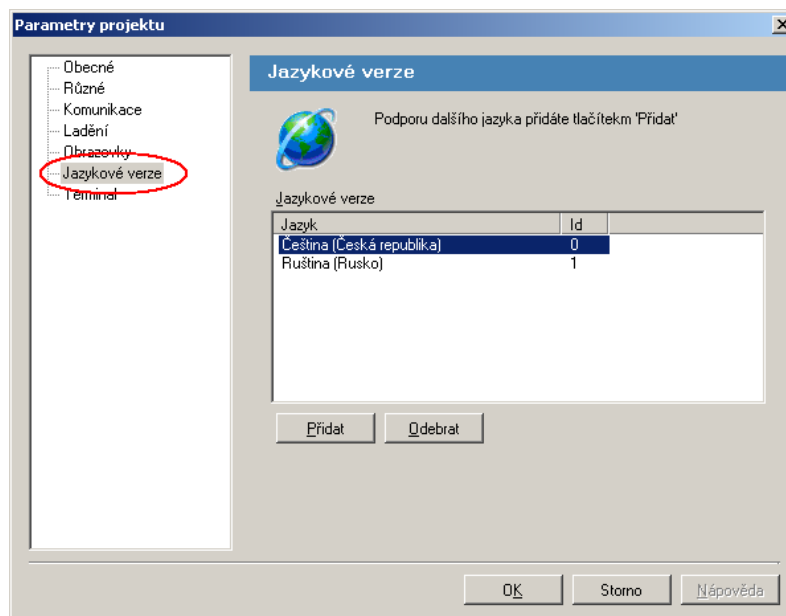 Parametry projektu
Obecné
Různé
Komunikace
Ladění
Obrazovky
Jazykové verze
Terminal
Jazykové verze
Podporu dalšího jazyka přidáte tlačítekm 'Přidat'
Jazykové verze
Jazyk Id
Čeština (Česká republika) 0
Ruština (Rusko) 1
Přidat Odebrat
OK Storno Nápověda